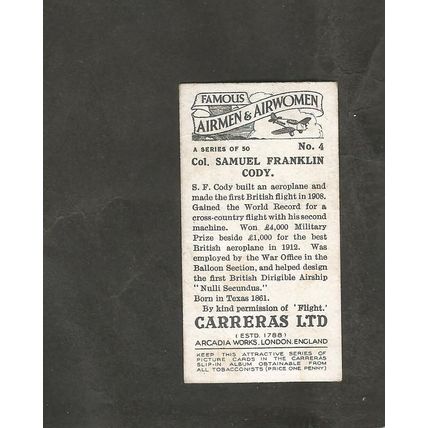 FAMOUS
AIRMEN & AIRWOMEN
A SERIES OF 50 No. 4
Col. SAMUEL FRANKLIN
CODY.
S. F. Cody built an aeroplane and
made the first British flight in 1908.
Gained the World Record for a
cross-country flight with his second
machine. Won £4,000 Military
Prize beside £1,000 for the best
British aeroplane in 1912. Was
employed by the War Office in the
Balloon Section, and helped design
the first British Dirigible Airship
"Nulli Secundus."
Born in Texas 1861.
By kind permission of 'Flight.'
CARRERAS LTD
(ESTD. 1788)
ARCADIA WORKS, LONDON, ENGLAND
KEEP THIS ATTRACTIVE SERIES OF
PICTURE CARDS IN THE CARRERAS
SLIP-IN ALBUM OBTAINABLE FROM
ALL TOBACCONISTS (PRICE ONE PENNY)